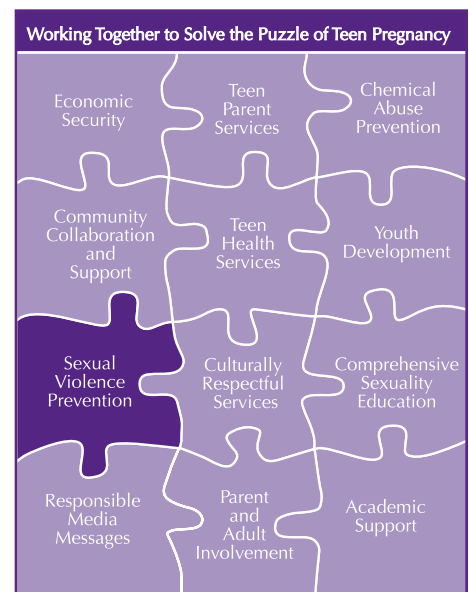 Working Together to Solve the Puzzle of Teen Pregnancy
Economic
Security
Teen
Parent
Services
Chemical
Abuse
Prevention
Community
Collaboration
and
Support
Teen
Health
Services
Youth
Development
Sexual
Violence
Prevention
Culturally
Respectful
Services
Comprehensive
Sexuality
Education
Responsible
Media
Messages
Parent
and
Adult
Involvement
Academic
Support